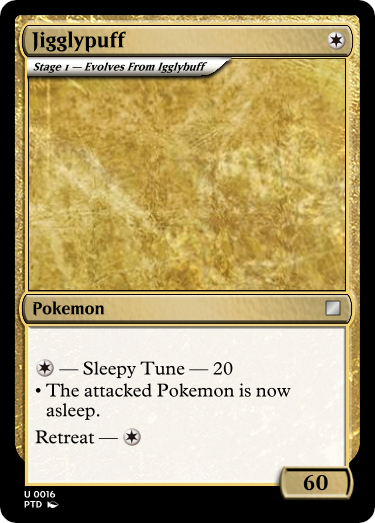 Jigglypuff
Stage 1 — Evolves From Igglybuff
Pokemon
— Sleepy Tune — 20
• The attacked Pokemon is now
asleep.
Retreat —
60
U 0016
PTD